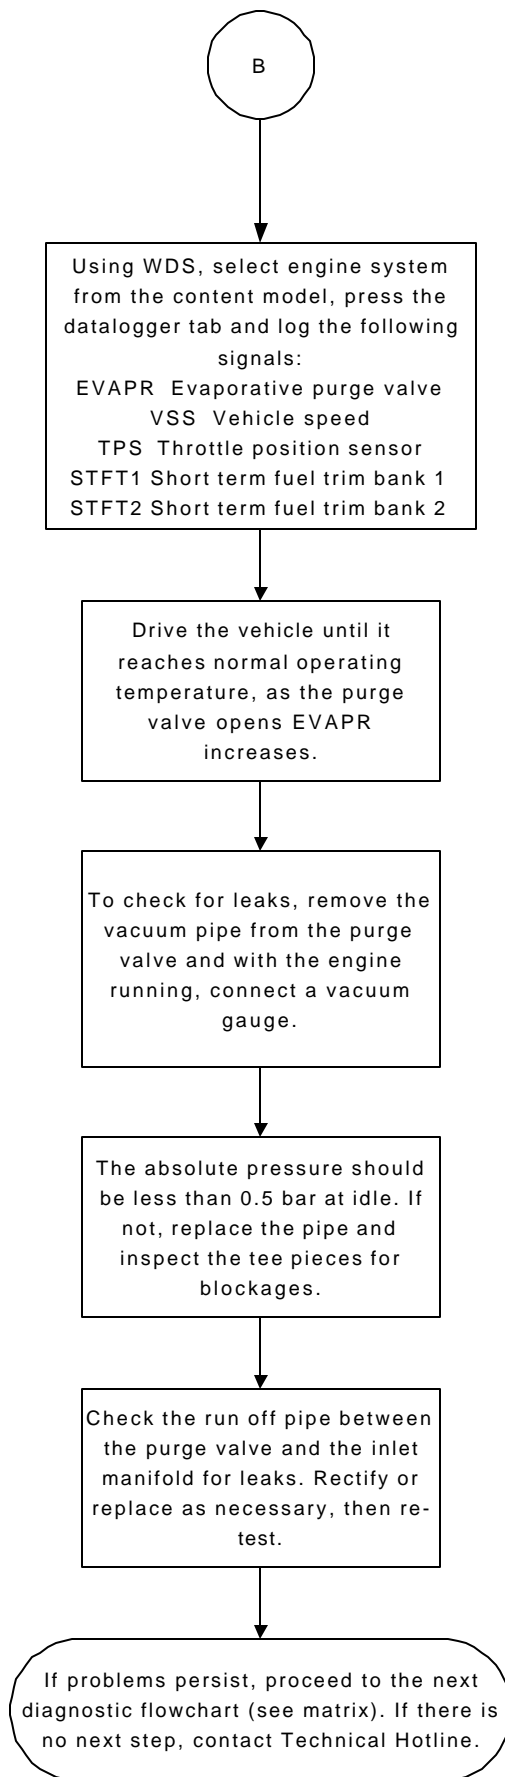 B
Using WDS, select engine system
from the content model, press the
datalogger tab and log the following
signals:
EVAPR Evaporative purge valve
VSS Vehicle speed
TPS Throttle position sensor
STFT1 Short term fuel trim bank 1
STFT2 Short term fuel trim bank 2
Drive the vehicle until it
reaches normal operating
temperature, as the purge
valve opens EVAPR
increases.
To check for leaks, remove the
vacuum pipe from the purge
valve and with the engine
running, connect a vacuum
gauge.
The absolute pressure should
be less than 0.5 bar at idle. If
not, replace the pipe and
inspect the tee pieces for
blockages.
Check the run off pipe between
the purge valve and the inlet
manifold for leaks. Rectify or
replace as necessary, then re-
test.
If problems persist, proceed to the next
diagnostic flowchart (see matrix). If there is
no next step, contact Technical Hotline.